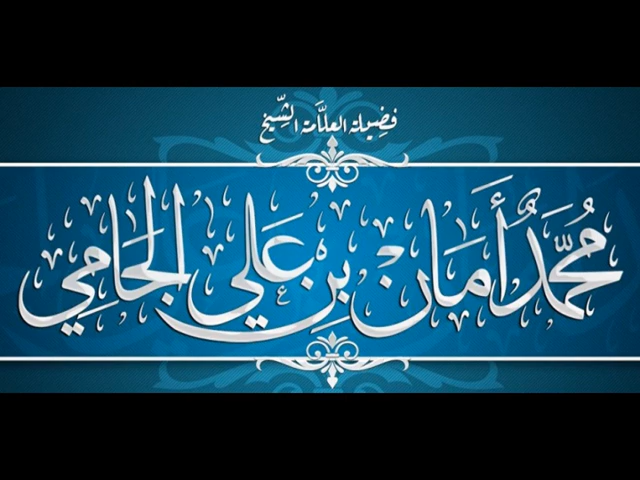 فضيلة العلامة الشيخ
محمد أمان بن علي الجامي